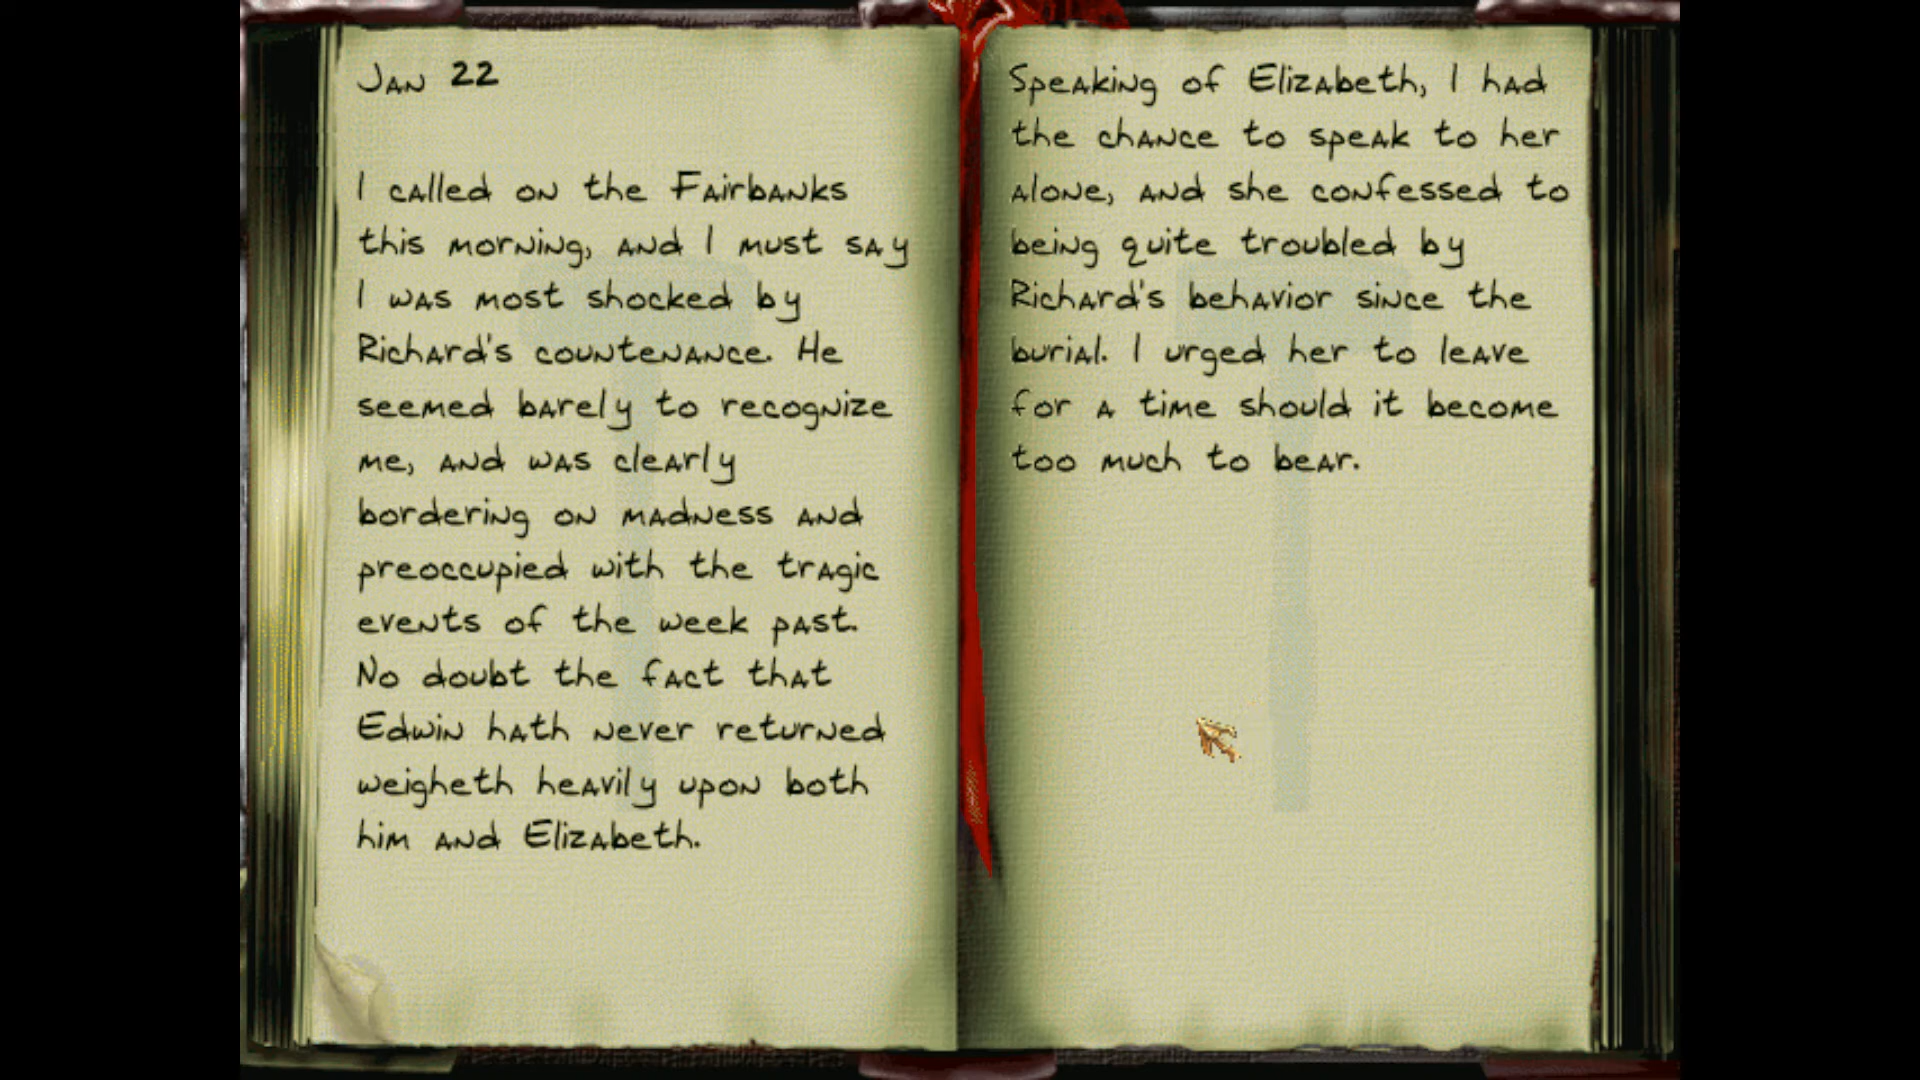 Jan 22
I called on the Fairbanks
this morning, and I must say
I was most shocked by
Richard's countenance. He
seemed barely to recognize
me, and was clearly
bordering on madness and
preoccupied with the tragic
events of the week past.
No doubt the fact that
Edwin hath never returned
weigheth heavily upon both
him and Elizabeth.
Speaking of Elizabeth, I had
the chance to speak to her
alone, and she confessed to
being quite troubled by
Richard's behavior since the
burial. I urged her to leave
for a time should it become
too much to bear.